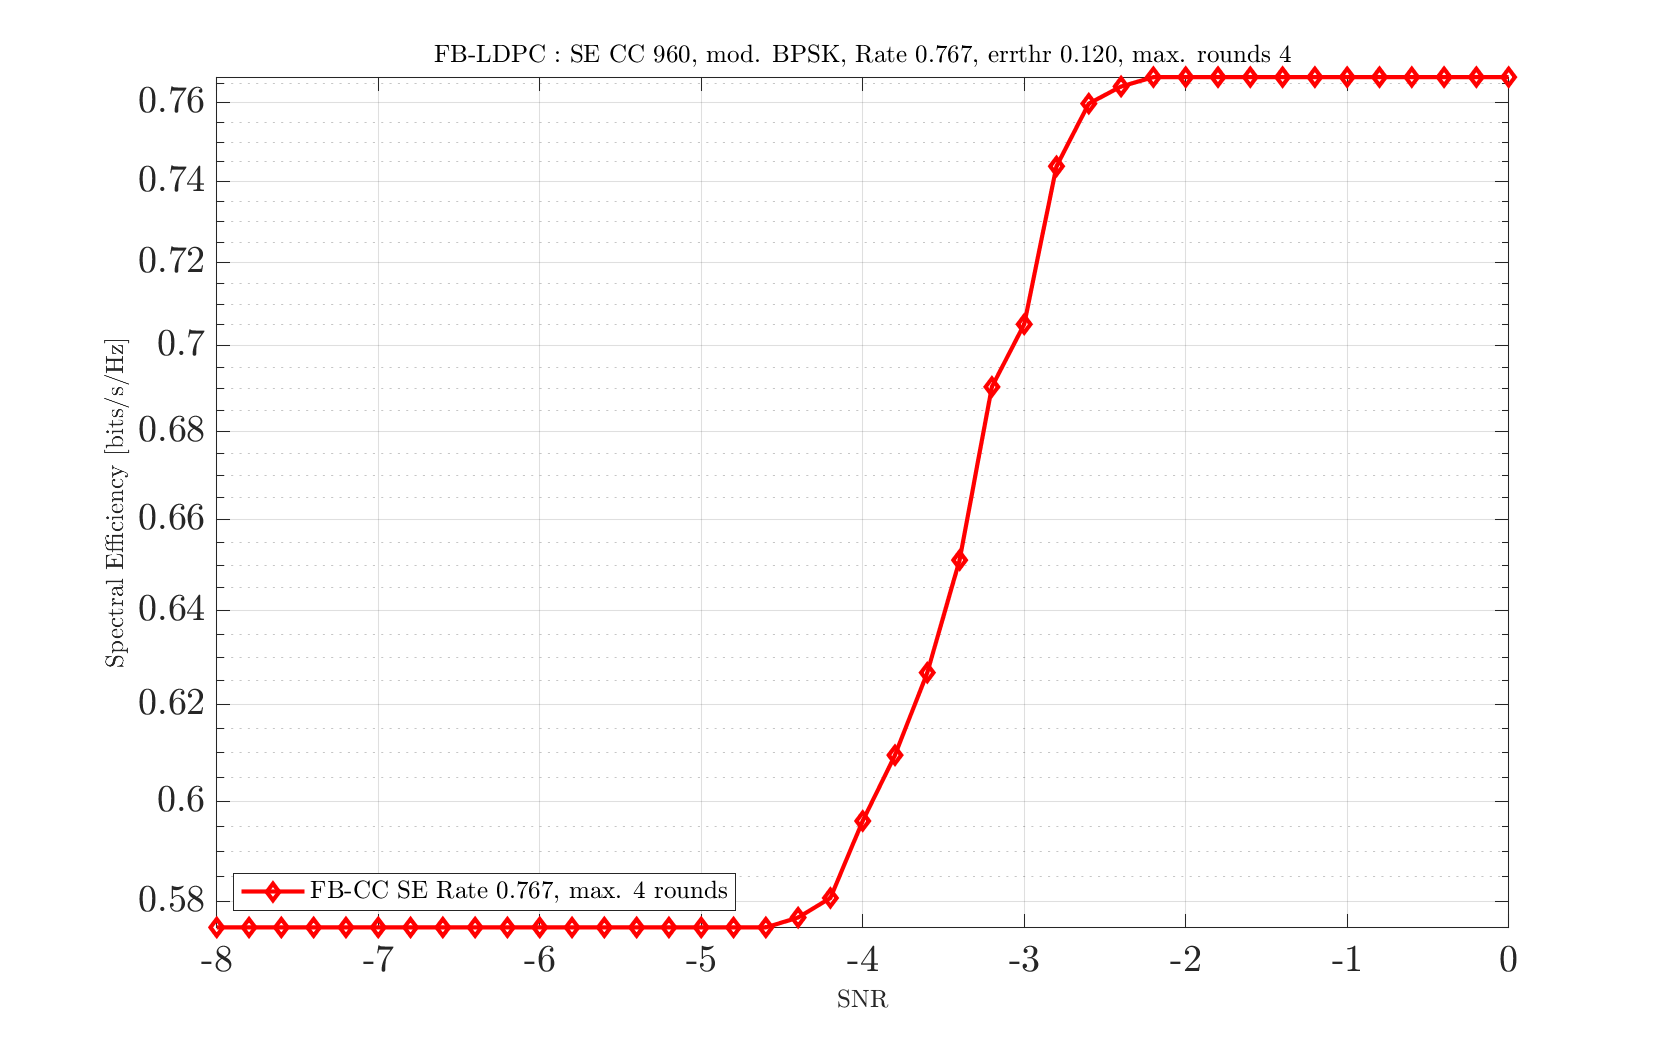 FB-LDPC : SE CC 960, mod. BPSK, Rate 0.767, errthr 0.120, max. rounds 4
0.76
0.74
0.72
0.7
0.68
0.66
0.64
0.62
0.6
0.58
Spectral Efficiency [bits/s/Hz]
FB-CC SE Rate 0.767, max. 4 rounds
-8 -7 -6 -5 -4 -3 -2 -1 0
SNR